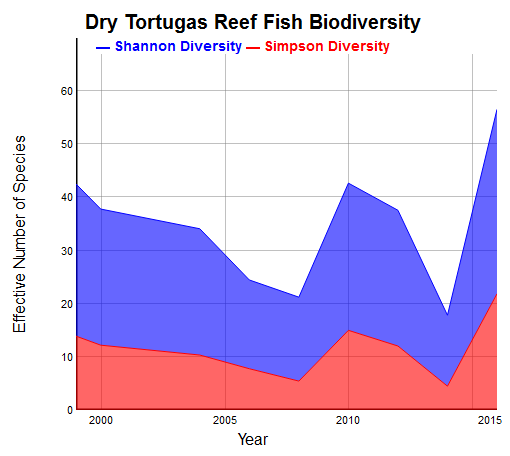 Dry Tortugas Reef Fish Biodiversity
— Shannon Diversity — Simpson Diversity
Effective Number of Species
60
50
40
30
20
10
0
2000 2005 2010 2015
Year